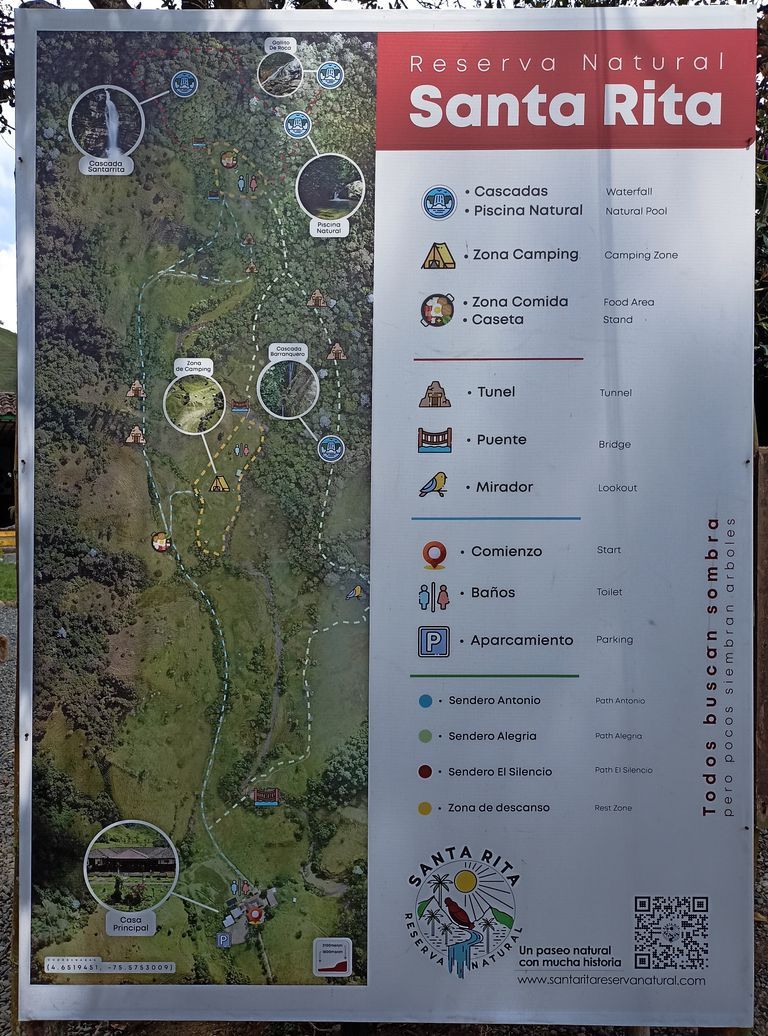 Reserva Natural
Santa Rita
• Cascadas
Waterfall
• Piscina Natural
Natural Pool
• Zona Camping
Camping Zone
• Zona Comida
Food Area
• Caseta
Stand
• Tunel
Tunnel
• Puente
Bridge
• Mirador
Lookout
• Comienzo
Start
• Baños
Toilet
P
• Aparcamiento
Parking
• Sendero Antonio
Path Antonio
• Sendero Alegria
Path Alegria
• Sendero El Silencio
Path El Silencio
• Zona de descanso
Rest Zone
Todos buscan sombra
pero pocos siembran arboles
SANTA RITA
RESERVA NATURAL
Un paseo natural
con mucha historia
www.santaritareservanatural.com
Gallito
De Roca
Cascada
Santarrita
Piscina
Natural
Zona
de Camping
Cascada
Barranquero
Casa
Principal
P
COORDENADAS
(4.6519451, -75.5753009)